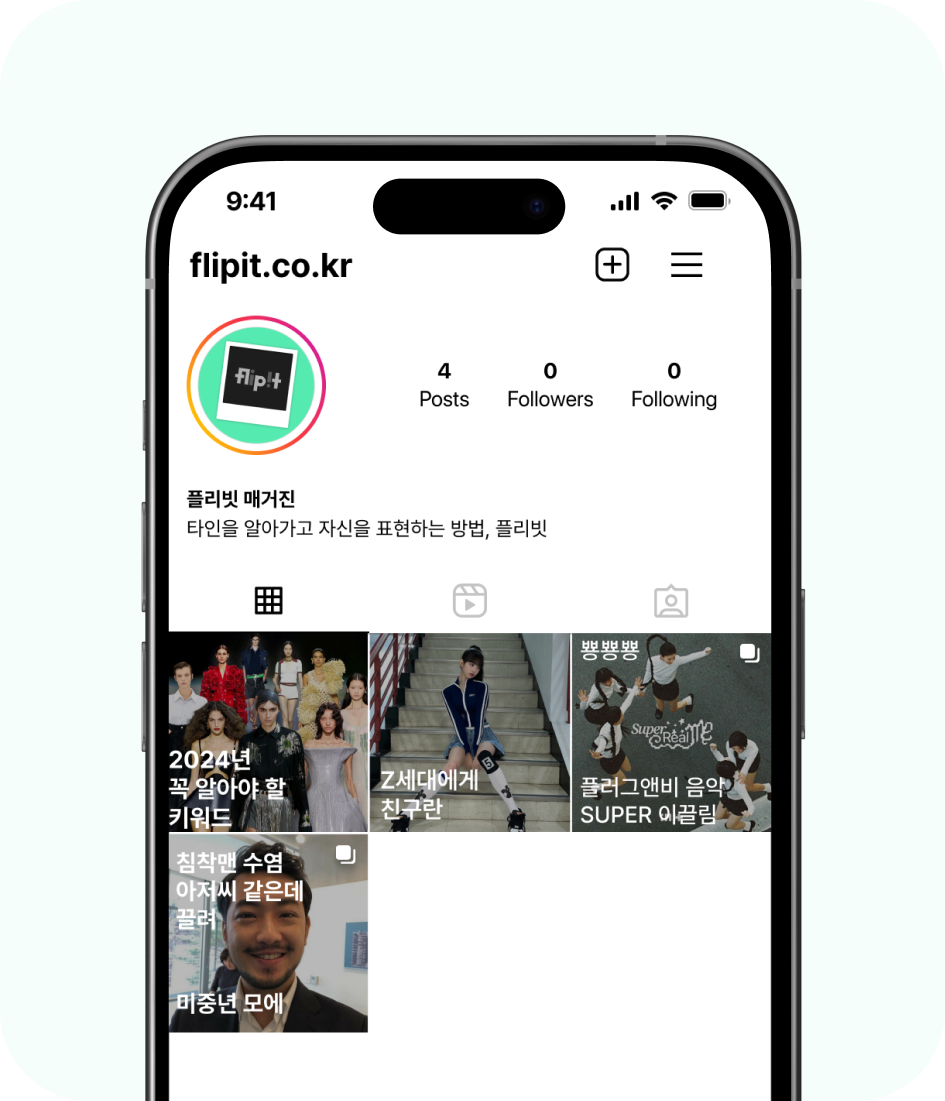 9:41
flipit.co.kr
flip!t
4
Posts
0
Followers
0
Following
플리빗 매거진
타인을 알아가고 자신을 표현하는 방법, 플리빗
2024년
꼭 알아야 할
키워드
Z세대에게
친구란
뿅뿅뿅
Super
Real Me
플러그앤비 음악
SUPER 이끌림
침착맨 수염
아저씨 같은데
끌려
미중년 모에